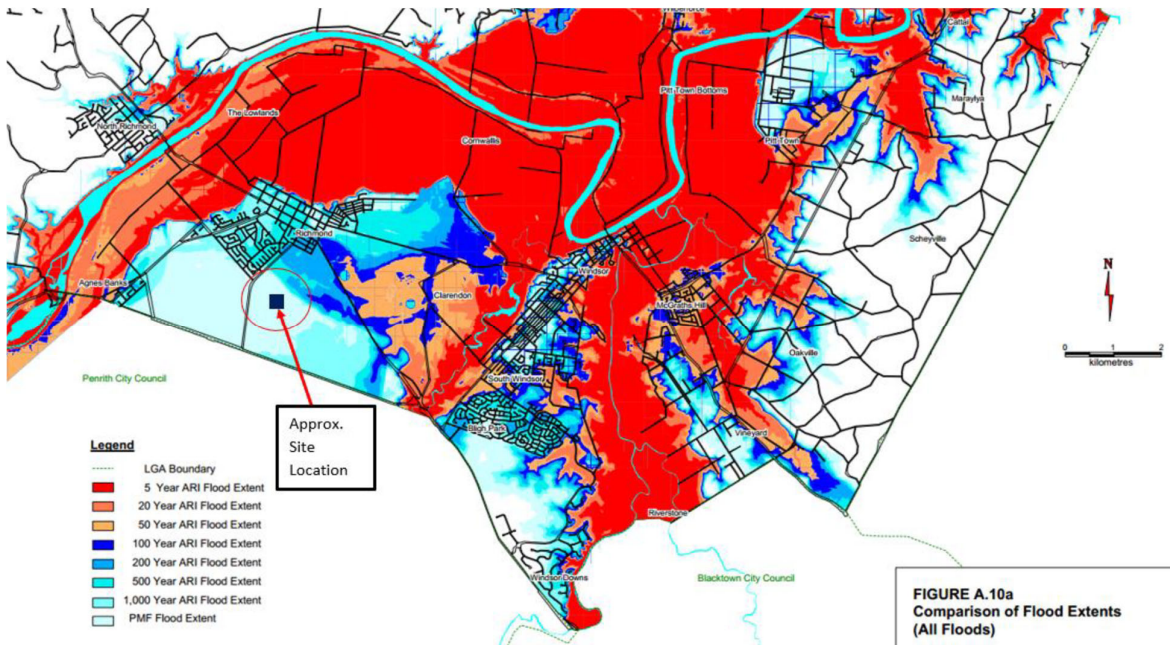 Wilberforce
Cattai
Pitt Town Bottoms
Maraylya
The Lowlands
North Richmond
Cornwallis
Pitt Town
Richmond
Scheyville
Windsor
Agnes Banks
Clarendon
McGraths Hill
N
Oakville
0 1 2
kilometres
Penrith City Council
South Windsor
Approx.
Site
Location
Bligh Park
Vineyard
Legend
LGA Boundary
5 Year ARI Flood Extent
20 Year ARI Flood Extent
50 Year ARI Flood Extent
100 Year ARI Flood Extent
200 Year ARI Flood Extent
500 Year ARI Flood Extent
1,000 Year ARI Flood Extent
PMF Flood Extent
Riverstone
Windsor Downs
Blacktown City Council
FIGURE A.10a
Comparison of Flood Extents
(All Floods)